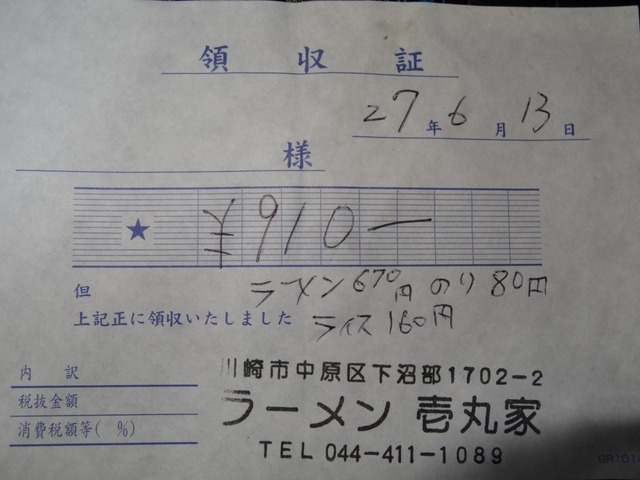 領収証
27年6月13日
様
★ ¥910―
但 ラーメン670円 のり80円
上記正に領収いたしました ライス160円
内訳
税抜金額
消費税額等( %)
川崎市中原区下沼部1702-2
ラーメン 壱丸家
TEL 044-411-1089